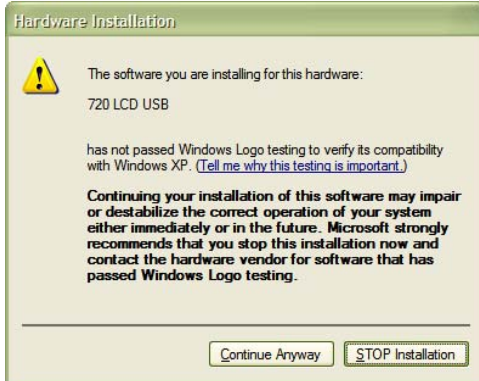 Hardware Installation
The software you are installing for this hardware:
720 LCD USB
has not passed Windows Logo testing to verify its compatibility
with Windows XP. (Tell me why this testing is important.)
Continuing your installation of this software may impair
or destabilize the correct operation of your system
either immediately or in the future. Microsoft strongly
recommends that you stop this installation now and
contact the hardware vendor for software that has
passed Windows Logo testing.
Continue Anyway
STOP Installation